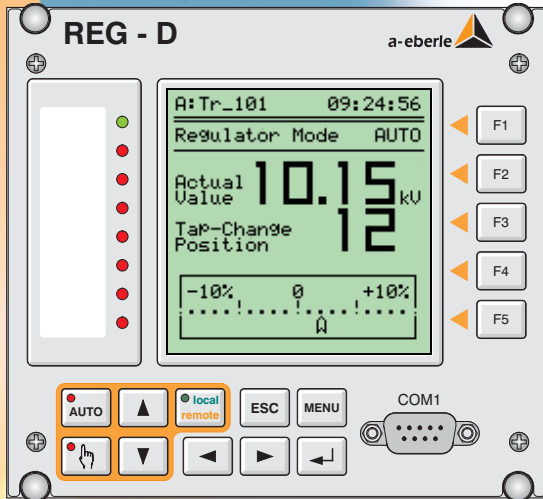 REG - D
a-eberle
A:Tr_101 09:24:56
Regulator Mode AUTO
Actual Value 10.15 kV
Tap-Change Position 12
-10% 0 +10%
F1
F2
F3
F4
F5
AUTO
local
remote
ESC
MENU
COM1